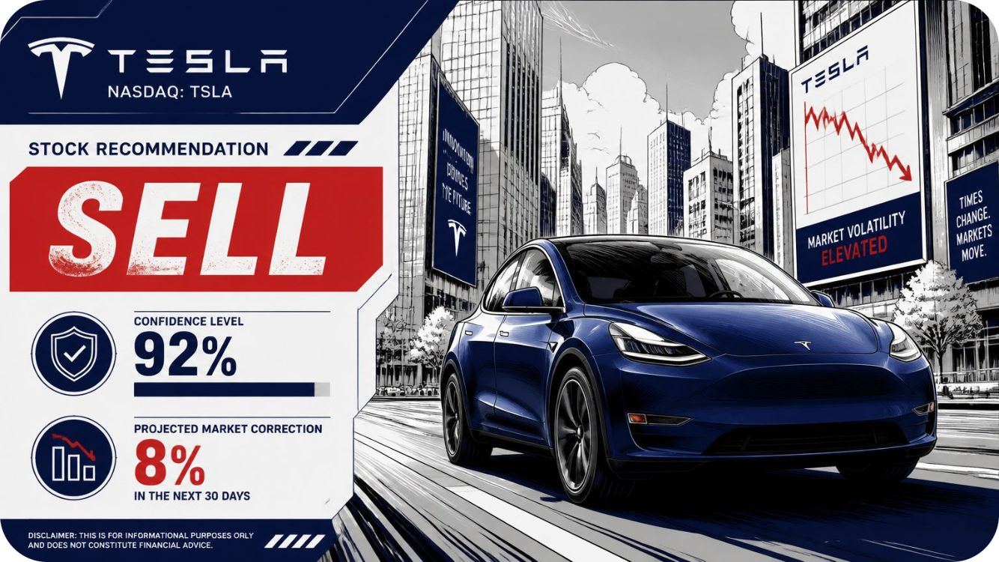 TESLA
NASDAQ: TSLA
STOCK RECOMMENDATION
SELL
CONFIDENCE LEVEL
92%
PROJECTED MARKET CORRECTION
8%
IN THE NEXT 30 DAYS
DISCLAIMER: THIS IS FOR INFORMATIONAL PURPOSES ONLY
AND DOES NOT CONSTITUTE FINANCIAL ADVICE.
TESLA
MARKET VOLATILITY
ELEVATED
TIMES
CHANGE.
MARKETS
MOVE.